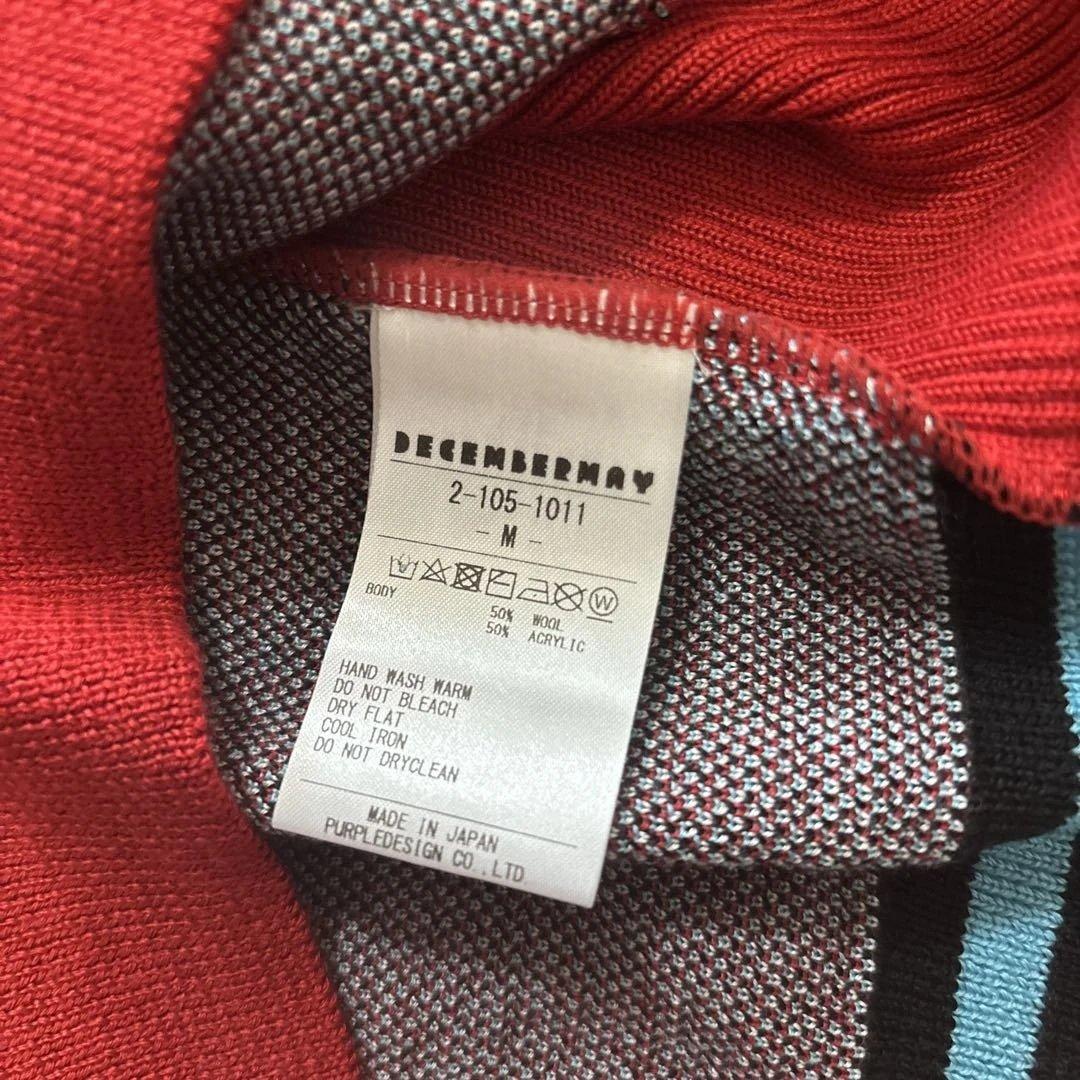 DECEMBERMAY
2-105-1011
- M -
W
BODY
50% WOOL
50% ACRYLIC
HAND WASH WARM
DO NOT BLEACH
DRY FLAT
COOL IRON
DO NOT DRYCLEAN
MADE IN JAPAN
PURPLEDESIGN CO.,LTD.